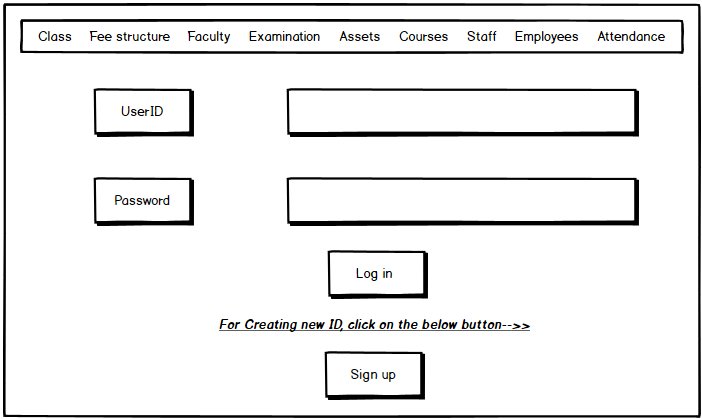 Class Fee structure Faculty Examination Assets Courses Staff Employees Attendance
UserID
Password
Log in
For Creating new ID, click on the below button-->>
Sign up